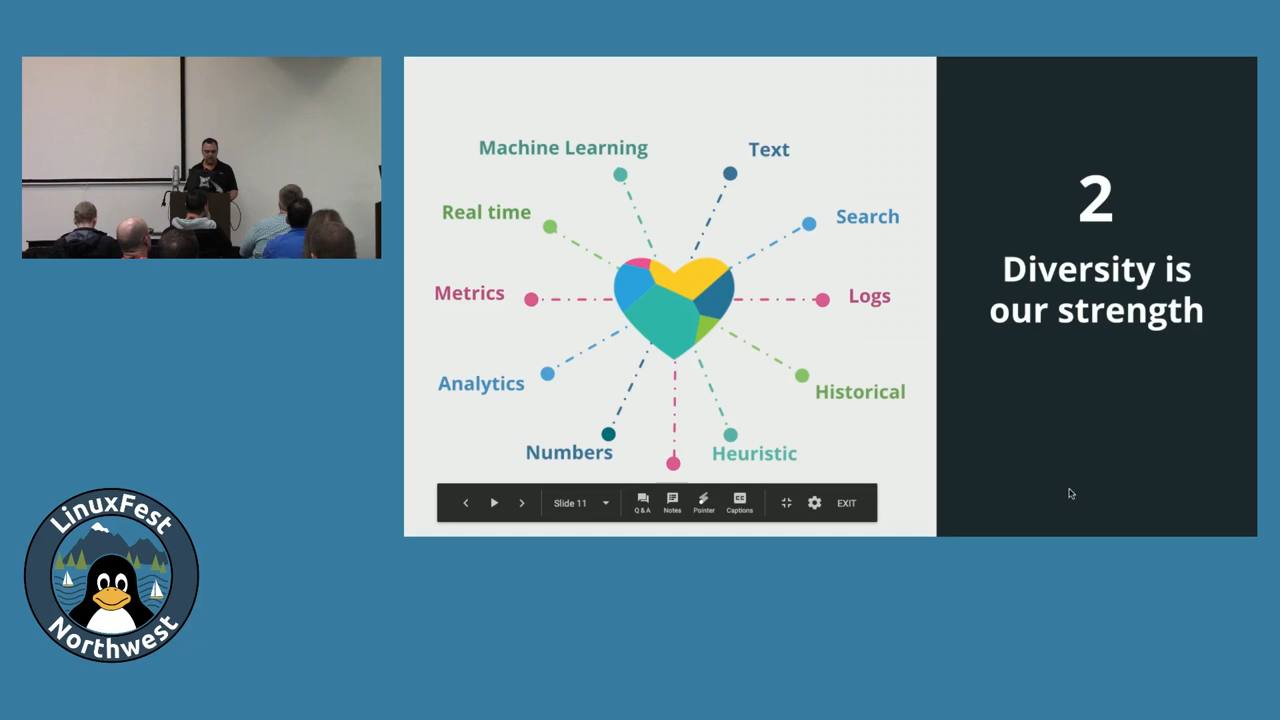 Machine Learning
Text
Real time
Search
Metrics
Logs
Analytics
Historical
Numbers
Heuristic
Slide 11
Q & A
Notes
Pointer
Captions
EXIT
2
Diversity is
our strength
LinuxFest
Northwest